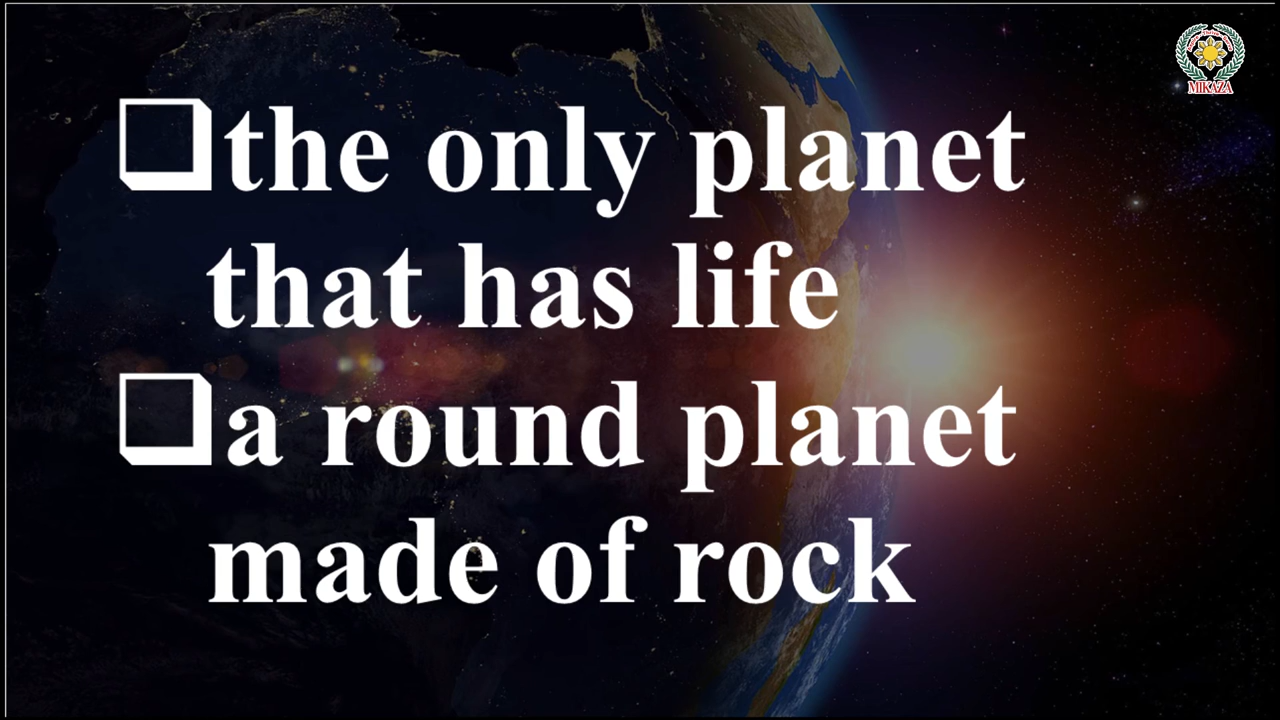 MIKAZA
❑the only planet
that has life
❑a round planet
made of rock